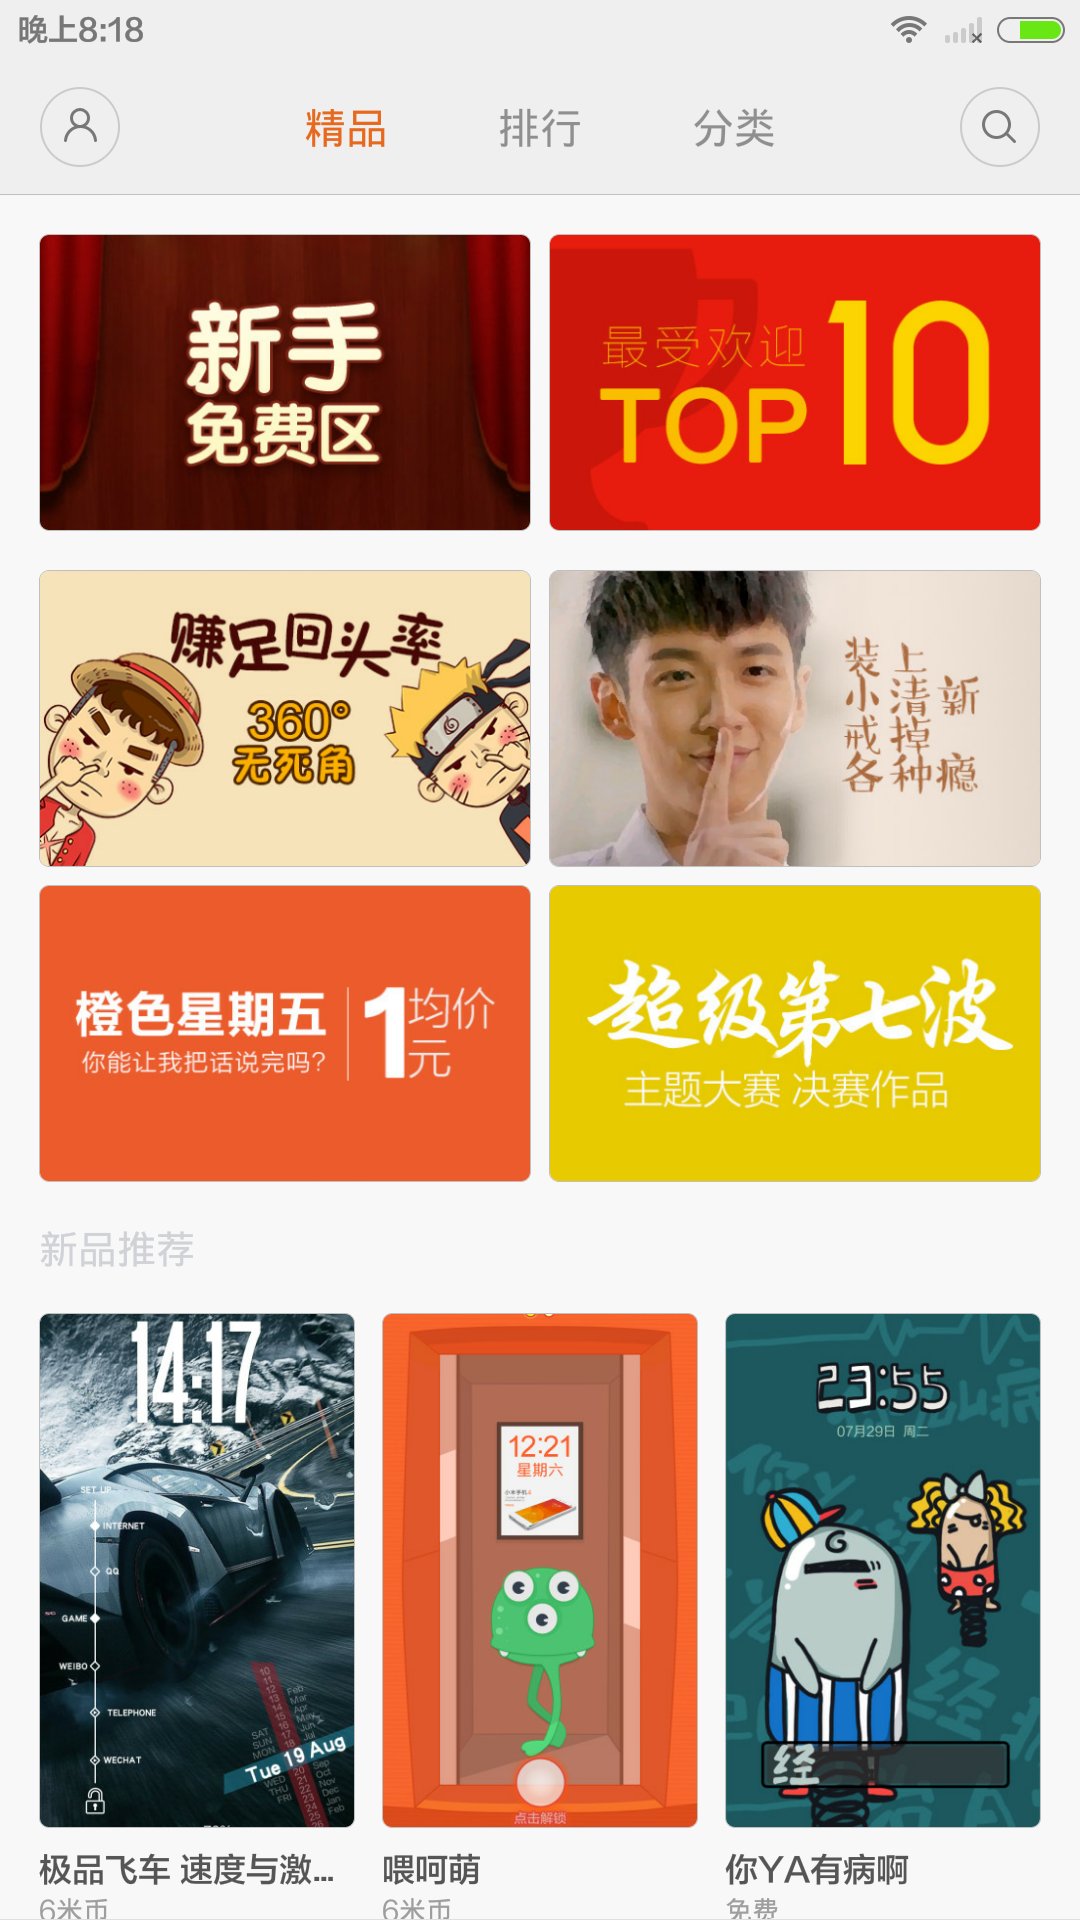 晚上8:18
精品 排行 分类
新手
免费区
最受欢迎
TOP10
赚足回头率
360°
无死角
装上新
小清
戒掉
各种瘾
橙色星期五
你能让我把话说完吗?
1元
均价
超级第七波
主题大赛 决赛作品
新品推荐
14:17
SET UP
INTERNET
QQ
GAME
WEIBO
TELEPHONE
WECHAT
Tue 19 Aug
12:21
星期六
点击解锁
23:55
07月29日 周二
经
极品飞车 速度与激...
喂呵萌
你YA有病啊
6米币
6米币
免费